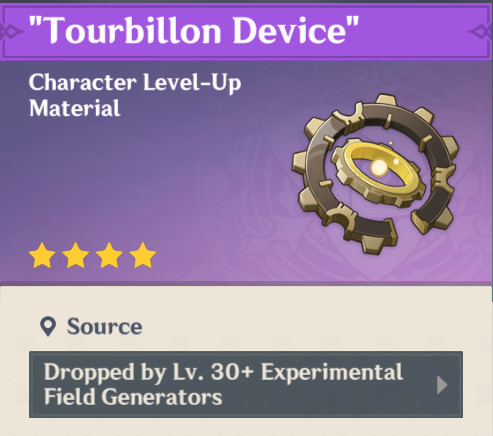 "Tourbillon Device"
Character Level-Up
Material
Source
Dropped by Lv. 30+ Experimental
Field Generators